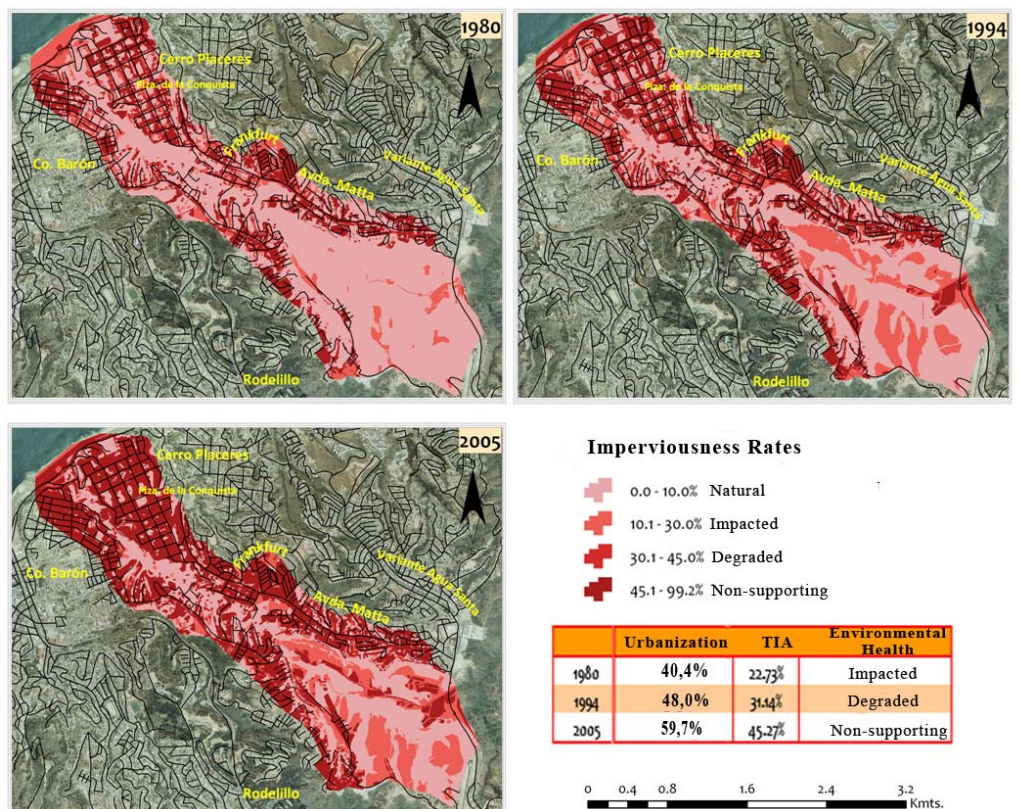 1980
Cerro Placeres
Plza. de la Conquista
Frankfurt
Co. Barón
Variante Agua Santa
Avda. Matta
Rodelillo
1994
Cerro Placeres
Plza. de la Conquista
Frankfurt
Co. Barón
Variante Agua Santa
Avda. Matta
Rodelillo
2005
Cerro Placeres
Plza. de la Conquista
Frankfurt
Co. Barón
Variante Agua Santa
Avda. Matta
Rodelillo
Imperviousness Rates
0.0 - 10.0% Natural
10.1 - 30.0% Impacted
30.1 - 45.0% Degraded
45.1 - 99.2% Non-supporting
Urbanization TIA Environmental Health
1980 40,4% 22.73% Impacted
1994 48,0% 31.14% Degraded
2005 59,7% 45.27% Non-supporting
0 0.4 0.8 1.6 2.4 3.2
Kmts.